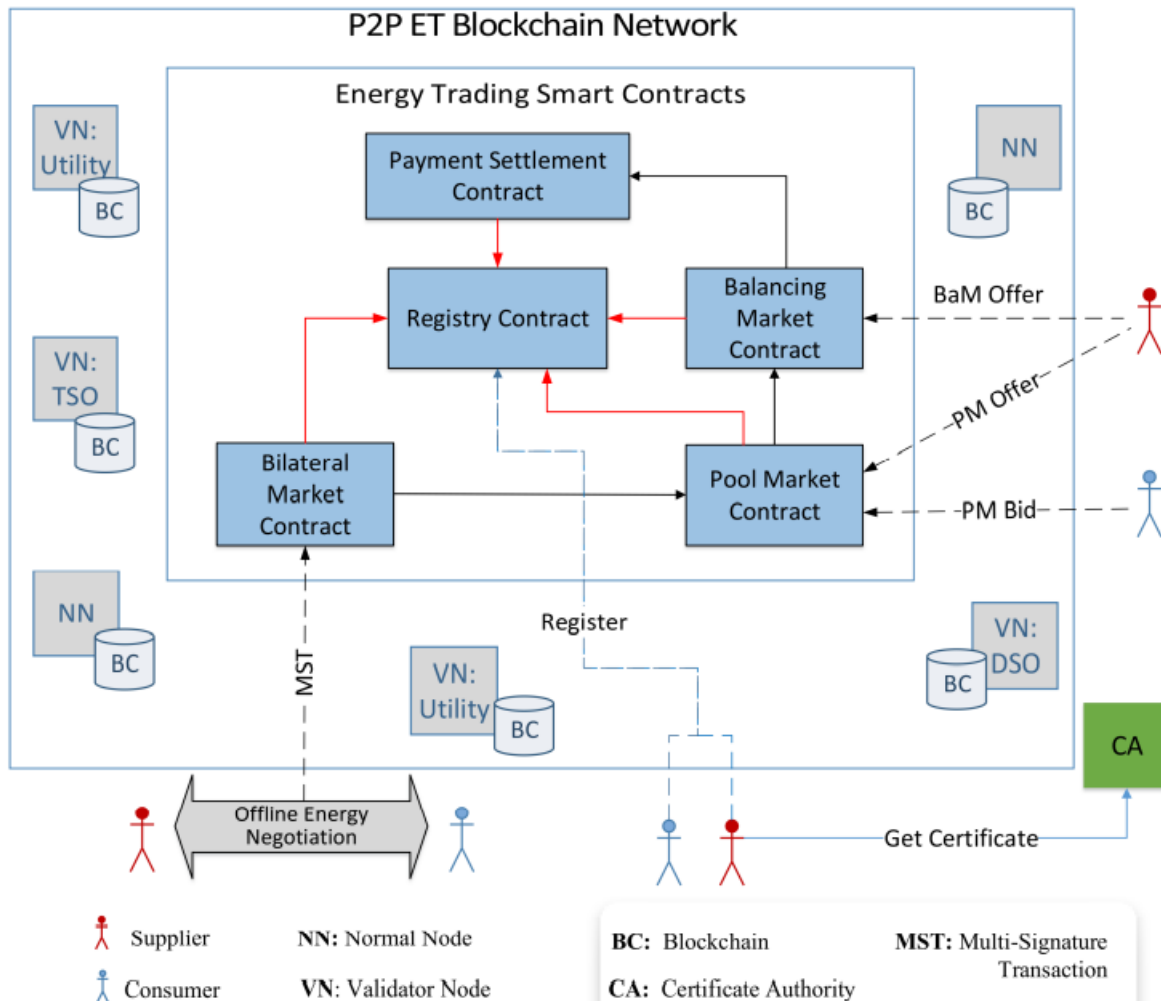 P2P ET Blockchain Network
Energy Trading Smart Contracts
VN:
Utility
BC
Payment Settlement
Contract
NN
BC
Registry Contract
Balancing
Market
Contract
BaM Offer
VN:
TSO
BC
PM Offer
Bilateral
Market
Contract
Pool Market
Contract
PM Bid
NN
BC
MST
Register
VN:
Utility
BC
VN:
DSO
BC
CA
Offline Energy
Negotiation
Get Certificate
Supplier
NN: Normal Node
BC: Blockchain
MST: Multi-Signature
Transaction
Consumer
VN: Validator Node
CA: Certificate Authority